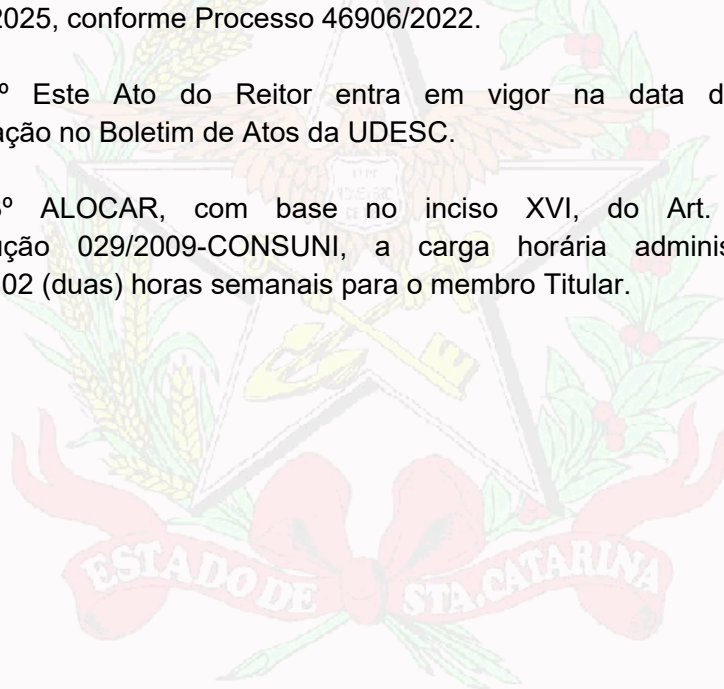 2025, conforme Processo 46906/2022.
º Este Ato do Reitor entra em vigor na data d
ação no Boletim de Atos da UDESC.
º ALOCAR, com base no inciso XVI, do Art.
ução 029/2009-CONSUNI, a carga horária adminis
02 (duas) horas semanais para o membro Titular.
ESTADO DE STA. CATARINA